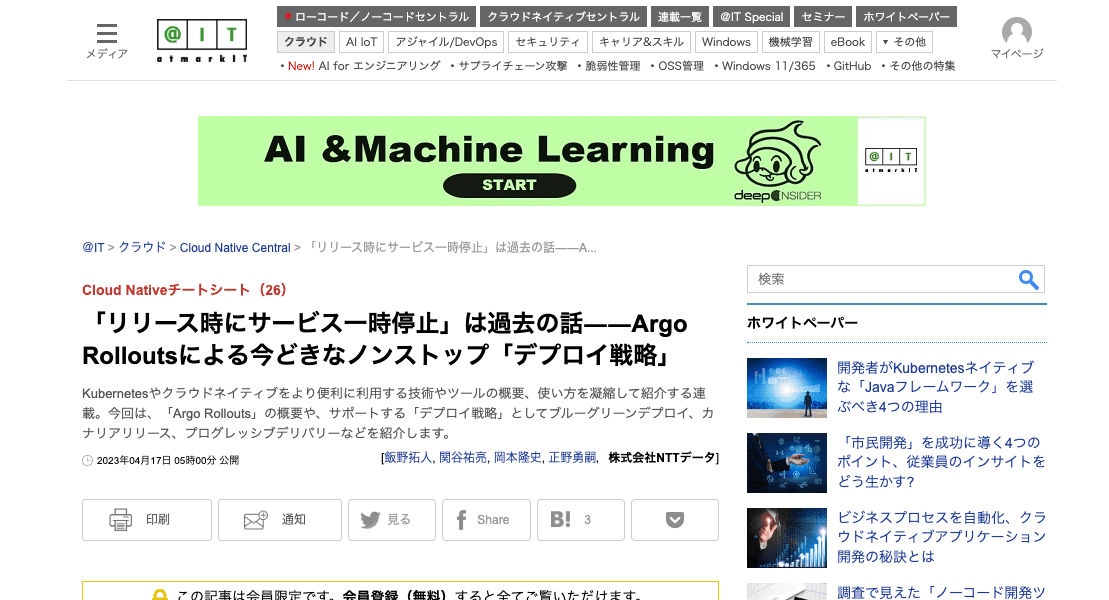 メディア
@IT
atmarkIT
ローコード／ノーコードセントラル
クラウドネイティブセントラル
連載一覧
@IT Special
セミナー
ホワイトペーパー
クラウド
AI IoT
アジャイル/DevOps
セキュリティ
キャリア&スキル
Windows
機械学習
eBook
▼ その他
・New! AI for エンジニアリング ・サプライチェーン攻撃 ・脆弱性管理 ・OSS管理 ・Windows 11/365 ・GitHub ・その他の特集
マイページ
AI &Machine Learning
START
deepINSIDER
@IT
atmarkIT
@IT > クラウド > Cloud Native Central > 「リリース時にサービス一時停止」は過去の話――A...
Cloud Nativeチートシート（26）
「リリース時にサービス一時停止」は過去の話――Argo
Rolloutsによる今どきなノンストップ「デプロイ戦略」
Kubernetesやクラウドネイティブをより便利に利用する技術やツールの概要、使い方を凝縮して紹介する連
載。今回は、「Argo Rollouts」の概要や、サポートする「デプロイ戦略」としてブルーグリーンデプロイ、カ
ナリアリリース、プログレッシブデリバリーなどを紹介します。
2023年04月17日 05時00分 公開
[飯野拓人, 関谷祐亮, 岡本隆史, 正野勇嗣, 株式会社NTTデータ]
印刷
通知
見る
Share
B! 3
この記事は会員限定です。会員登録（無料）すると全てご覧いただけます。
検索
ホワイトペーパー
開発者がKubernetesネイティブ
な「Javaフレームワーク」を選
ぶべき4つの理由
「市民開発」を成功に導く4つの
ポイント、従業員のインサイトを
どう生かす?
ビジネスプロセスを自動化、クラ
ウドネイティブアプリケーション
開発の秘訣とは
調査で見えた「ノーコード開発ツ